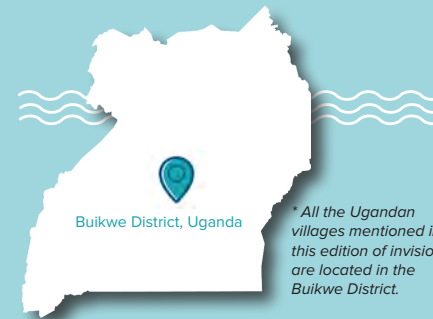 Buikwe District, Uganda
* All the Ugandan
villages mentioned i
this edition of invisio
are located in the
Buikwe District.